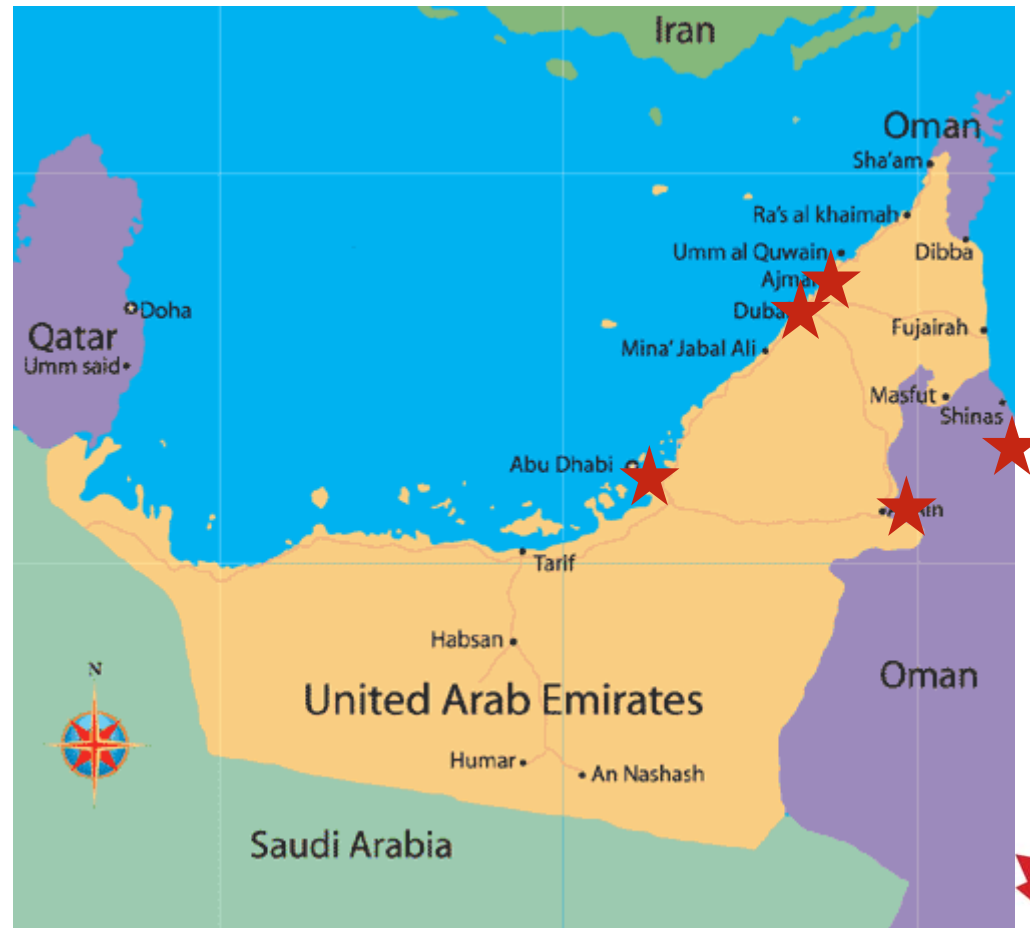 Iran
Oman
Sha'am
Ra's al khaimah
Umm al Quwain
Dibba
Doha
Fujairah
Qatar
Mina' Jabal Ali
Umm said
Masfut
Shinas
Abu Dhabi
Tarif
Habsan
N
Oman
United Arab Emirates
Humar
An Nashash
Saudi Arabia